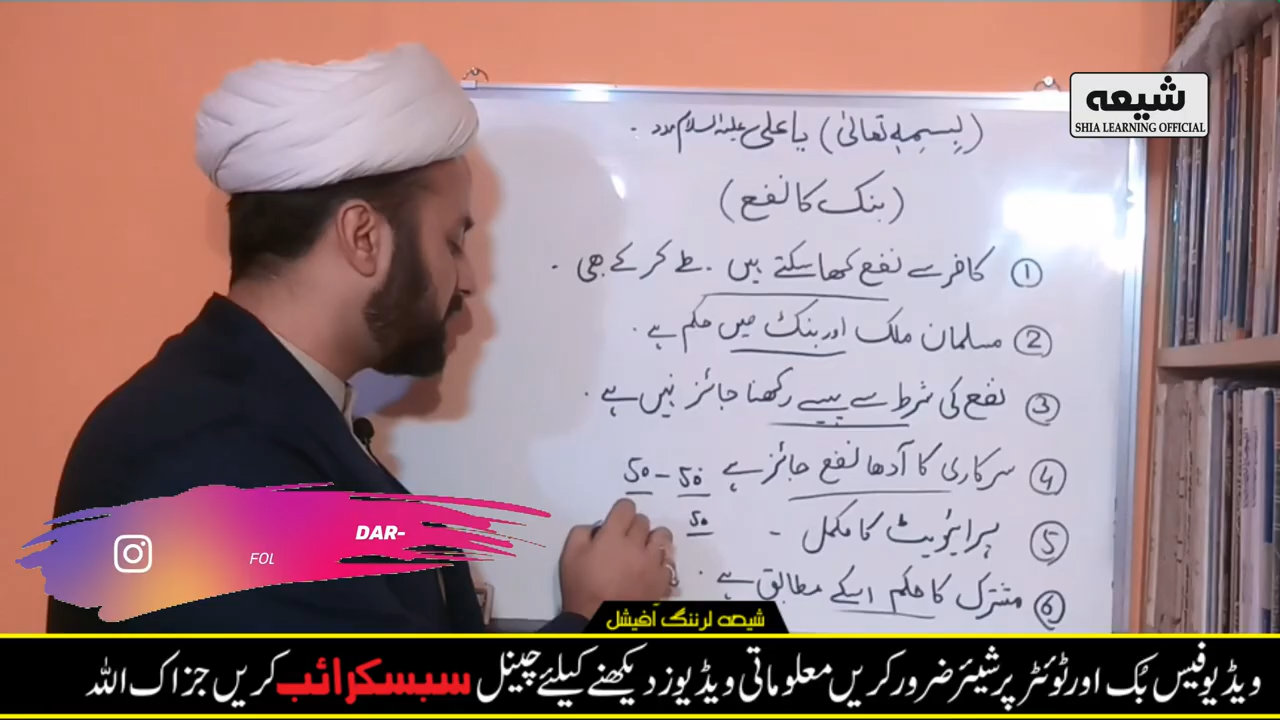 شیعہ
SHIA LEARNING OFFICIAL
(بِسمِہٖ تعالیٰ) یا علی علیہ السلام مدد ۔
(بنک کا نفع)
① کافر سے نفع کھا سکتے ہیں ۔ طے کر کے بھی ۔
② مسلمان ملک اور بنک میں حکم ہے ۔
③ نفع کی شرط سے پیسے رکھنا جائز نہیں ہے ۔
④ سرکاری کا آدھا نفع جائز ہے 50 - 50
50
⑤ پرائیویٹ کا مکمل ۔
⑥ مشترک کا حکم اسکے مطابق ہے ۔
DAR-
FOL
شیعہ لرننگ آفیشل
ویڈیو فیس بُک اور ٹوئٹر پر شیئر ضرور کریں معلوماتی ویڈیوز دیکھنے کیلئے چینل سبسکرائب کریں جزاک اللہ